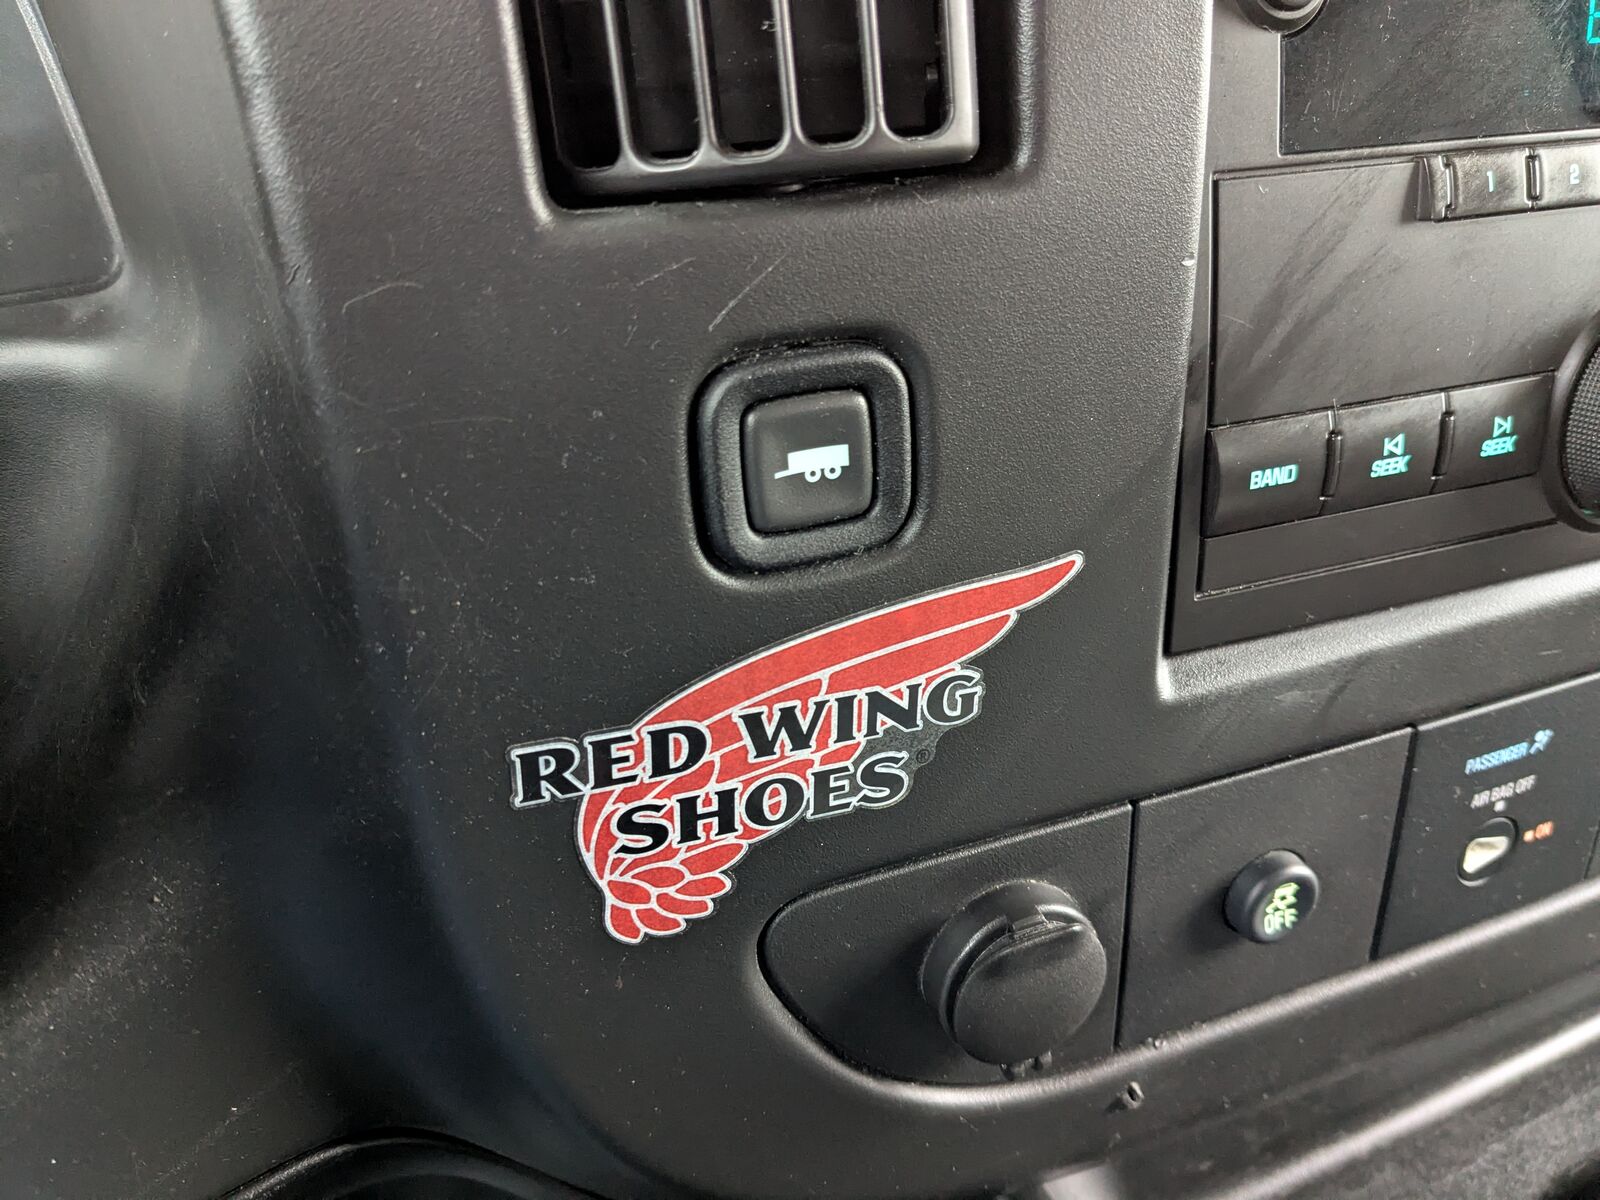 1 2
BAND SEEK SEEK
RED WING
SHOES®
PASSENGER
AIR BAG OFF
ON
OFF